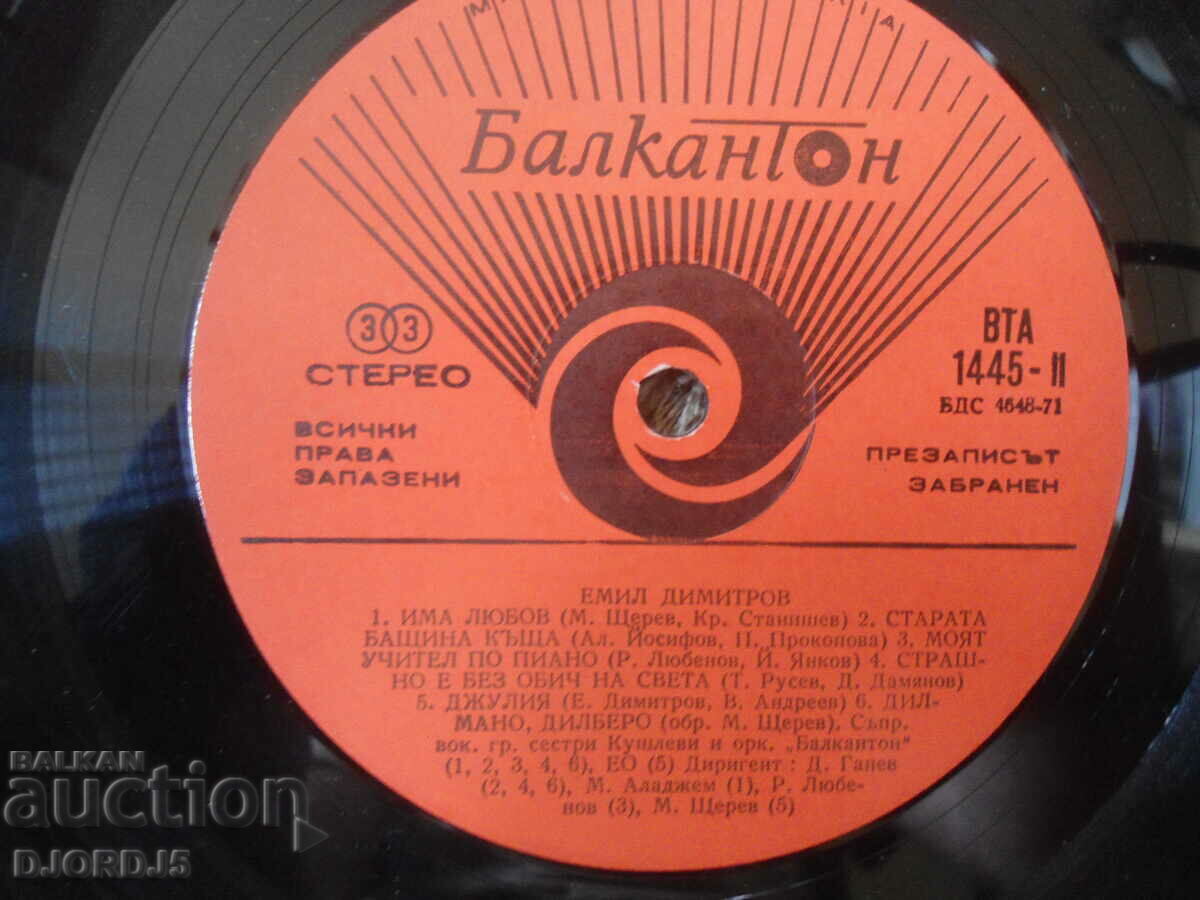 Балкантон
33
СТЕРЕО
ВСИЧКИ
ПРАВА
ЗАПАЗЕНИ
ВТА
1445-II
БДС 4648-71
ПРЕЗАПИСЪТ
ЗАБРАНЕН
ЕМИЛ ДИМИТРОВ
1. ИМА ЛЮБОВ (М. Щерев, Кр. Станишев) 2. СТАРАТА
БАЩИНА КЪЩА (Ал. Йосифов, П. Прокопова) 3. МОЯТ
УЧИТЕЛ ПО ПИАНО (Р. Любенов, Й. Янков) 4. СТРАШ-
НО Е БЕЗ ОБИЧ НА СВЕТА (Т. Русев, Д. Дамянов)
5. ДЖУЛИЯ (Е. Димитров, В. Андреев) 6. ДИЛ-
МАНО, ДИЛБЕРО (обр. М. Щерев). Съпр.
вок. гр. сестри Кушлеви и орк. „Балкантон“
(1, 2, 3, 4, 6), ЕО (5) Диригент : Д. Ганев
(2, 4, 6), М. Аладжем (1), Р. Любе-
нов (3), М. Щерев (5)
BALKAN
auction
DJORDJ5